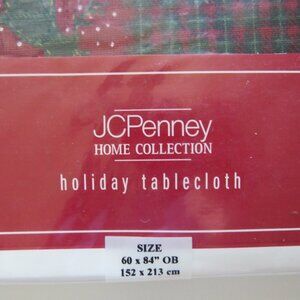 JCPenney
HOME COLLECTION
holiday tablecloth
SIZE
60 x 84" OB
152 x 213 cm